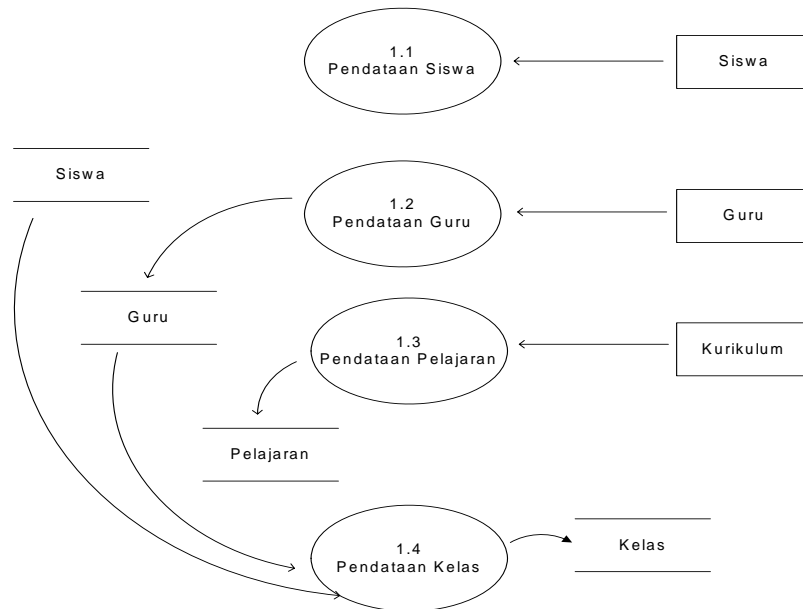 1.1
Pendataan Siswa
Siswa
Siswa
1.2
Pendataan Guru
Guru
Guru
1.3
Pendataan Pelajaran
Kurikulum
Pelajaran
1.4
Pendataan Kelas
Kelas